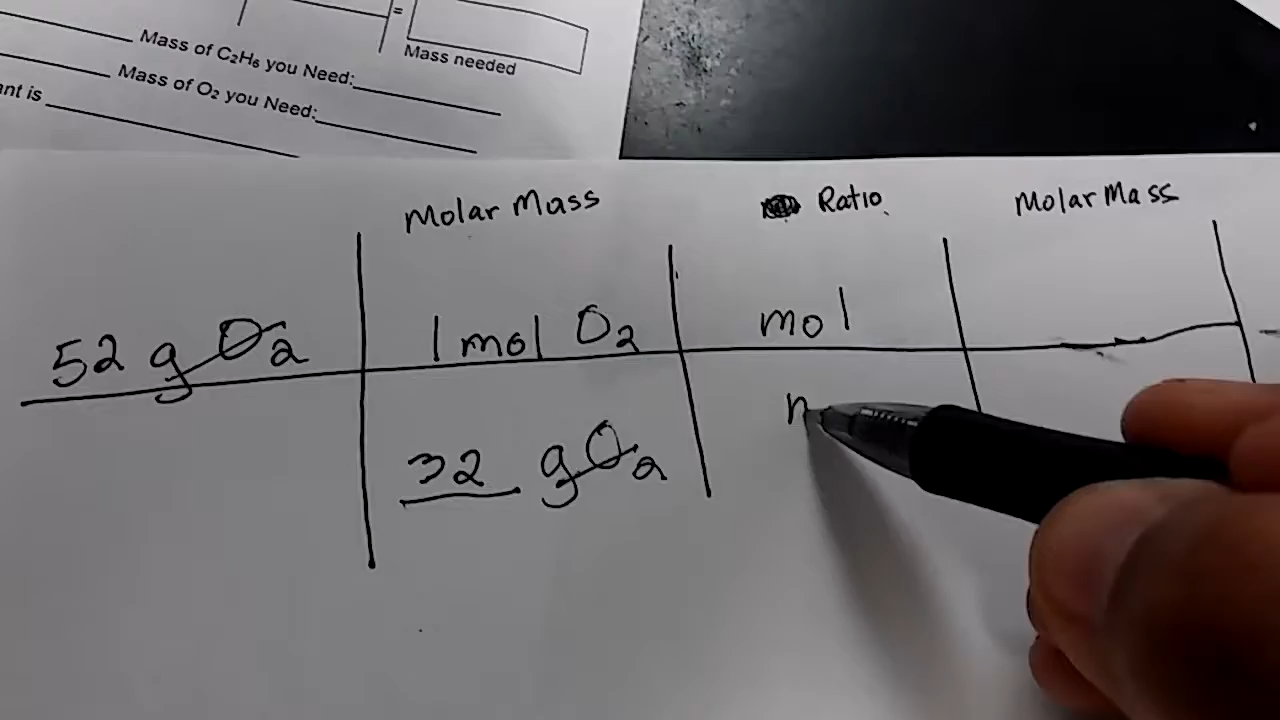 =
Mass needed
Mass of C₂H₆ you Need:
Mass of O₂ you Need:
ant is
Molar Mass
Ratio
Molar Mass
52 g O₂
1 mol O₂
mol
32 g O₂